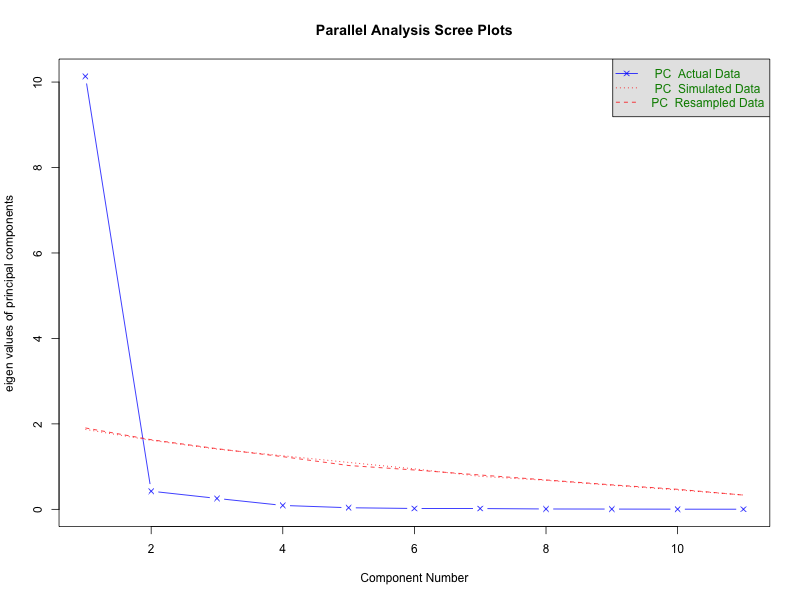 Parallel Analysis Scree Plots
PC Actual Data
PC Simulated Data
PC Resampled Data
eigen values of principal components
10
8
6
4
2
0
2 4 6 8 10
Component Number